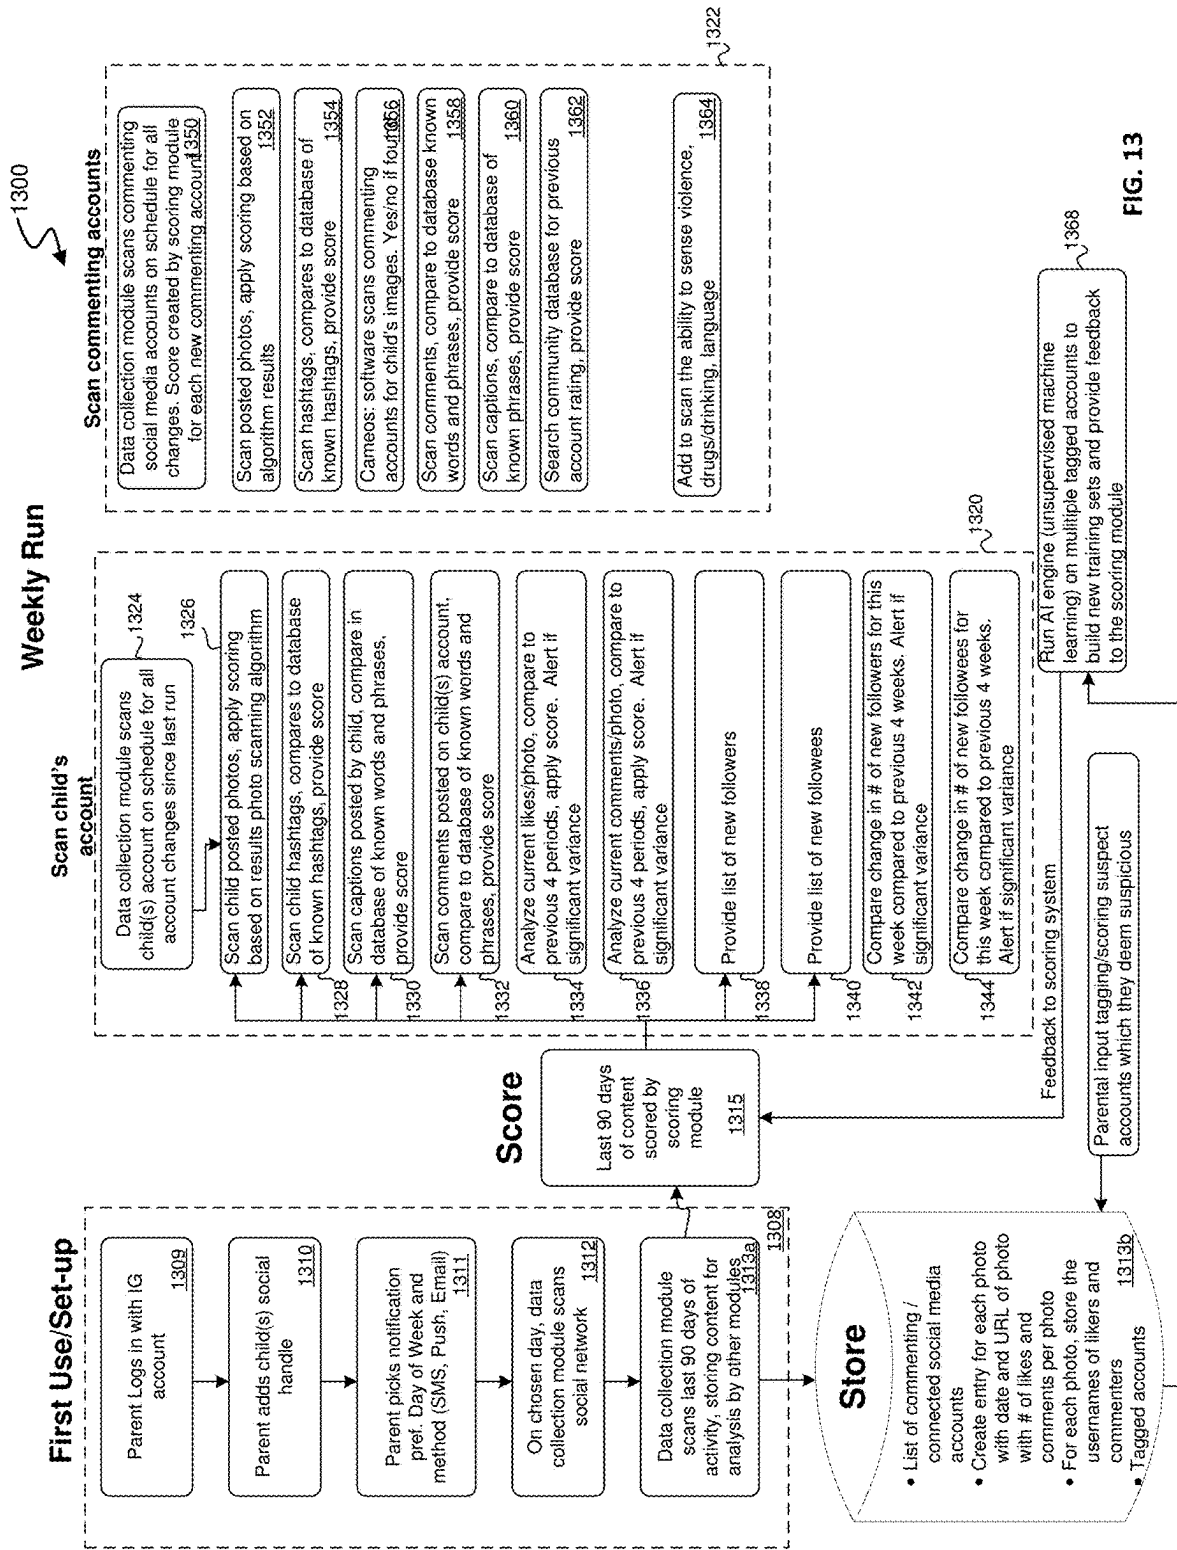 1300
Weekly Run
First Use/Set-up
Parent Logs in with IG
account
1309
Parent adds child(s) social
handle
1310
Parent picks notification
pref. Day of Week and
method (SMS, Push, Email)
1311
On chosen day, data
collection module scans
social network
1312
Data collection module
scans last 90 days of
activity, storing content for
analysis by other modules
1313a
1308
Store
• List of commenting /
connected social media
accounts
• Create entry for each photo
with date and URL of photo
with # of likes and
comments per photo
• For each photo, store the
usernames of likers and
commenters
• Tagged accounts
1313b
Score
Last 90 days
of content
scored by
scoring
module
1315
Scan child's
account
Data collection module scans
child(s) account on schedule for all
account changes since last run
1324
Scan child posted photos, apply scoring
based on results photo scanning algorithm
1326
Scan child hashtags, compares to database
of known hashtags, provide score
1328
Scan captions posted by child, compare in
database of known words and phrases,
provide score
1330
Scan comments posted on child(s) account,
compare to database of known words and
phrases, provide score
1332
Analyze current likes/photo, compare to
previous 4 periods, apply score. Alert if
significant variance
1334
Analyze current comments/photo, compare to
previous 4 periods, apply score. Alert if
significant variance
1336
Provide list of new followers
1338
Provide list of new followees
1340
Compare change in # of new followers for this
week compared to previous 4 weeks. Alert if
significant variance
1342
Compare change in # of new followees for
this week compared to previous 4 weeks.
Alert if significant variance
1344
1320
Feedback to scoring system
Parental input tagging/scoring suspect
accounts which they deem suspicious
Scan commenting accounts
Data collection module scans commenting
social media accounts on schedule for all
changes. Score created by scoring module
for each new commenting account
1350
Scan posted photos, apply scoring based on
algorithm results
1352
Scan hashtags, compares to database of
known hashtags, provide score
1354
Cameos: software scans commenting
accounts for child's images. Yes/no if found
1356
Scan comments, compare to database known
words and phrases, provide score
1358
Scan captions, compare to database of
known phrases, provide score
1360
Search community database for previous
account rating, provide score
1362
Add to scan the ability to sense violence,
drugs/drinking, language
1364
1322
Run AI engine (unsupervised machine
learning) on mulitiple tagged accounts to
build new training sets and provide feedback
to the scoring module
1368
FIG. 13